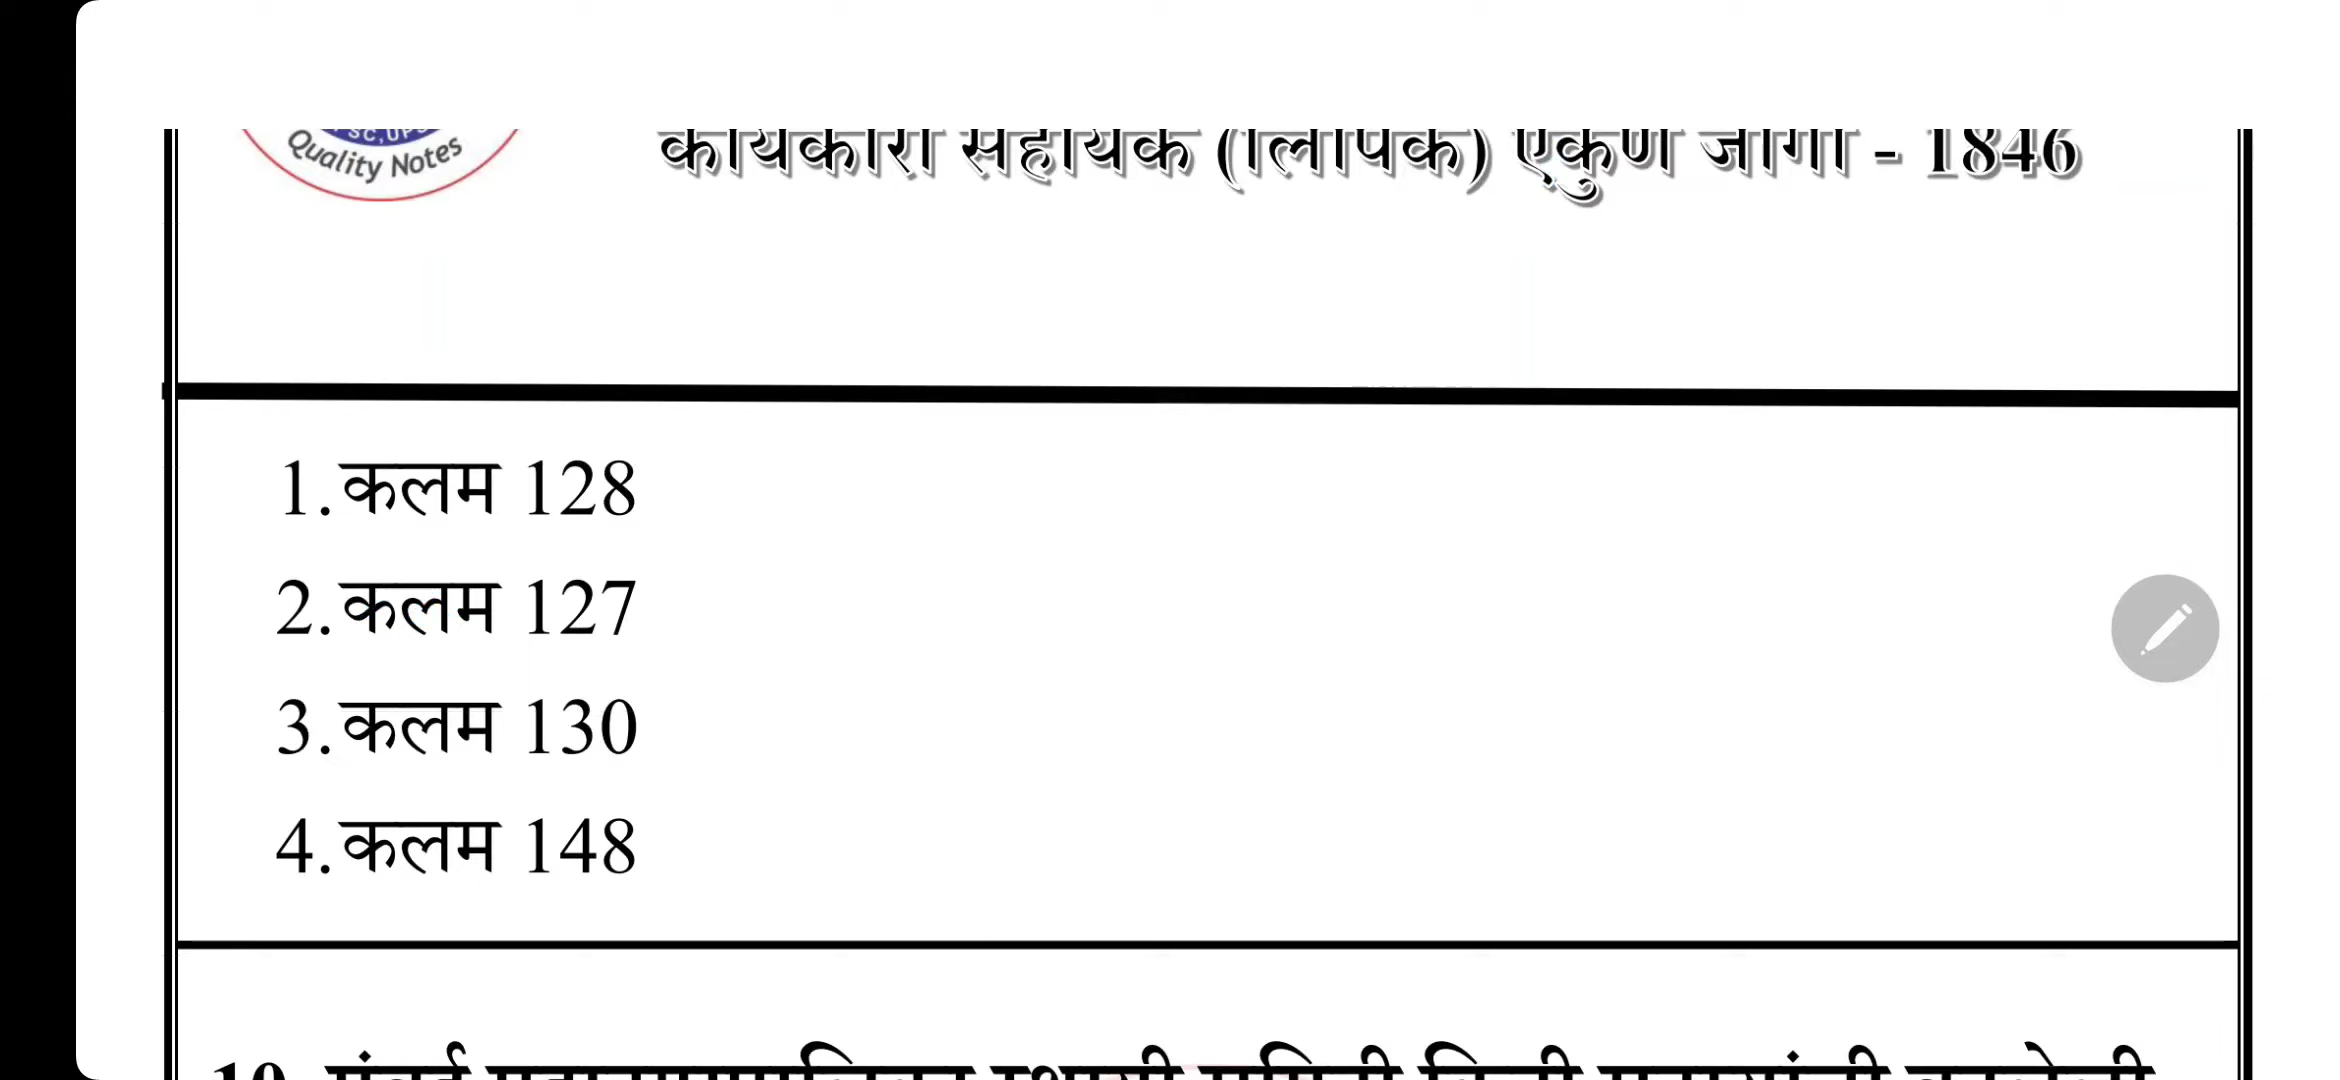 Quality Notes
कार्यकारी सहायक (लिपिक) एकुण जागा - 1846
1.कलम 128
2.कलम 127
3.कलम 130
4.कलम 148